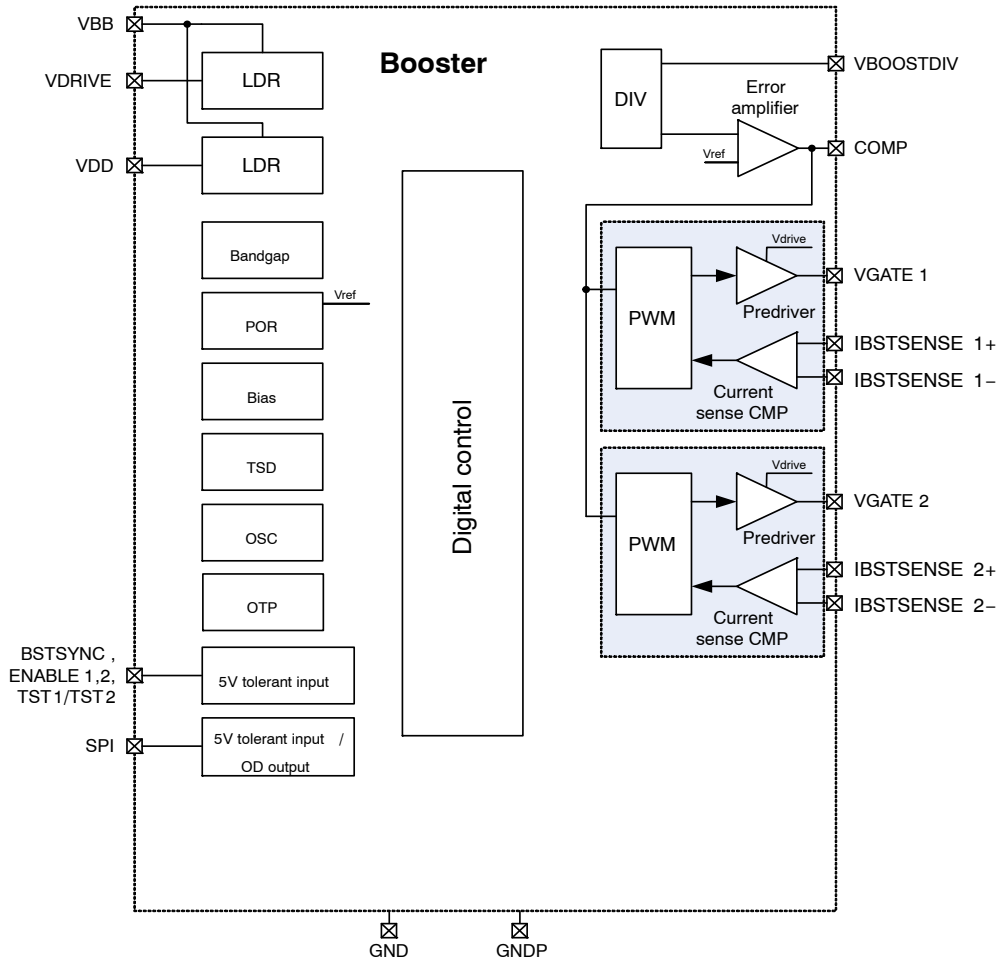 VBB
VDRIVE
VDD
LDR
LDR
Booster
DIV
Error
amplifier
Vref
VBOOSTDIV
COMP
Bandgap
POR
Vref
Bias
TSD
OSC
OTP
BSTSYNC ,
ENABLE 1,2,
TST1/TST2
5V tolerant input
SPI
5V tolerant input /
OD output
Digital control
PWM
Vdrive
Predriver
Current
sense CMP
VGATE 1
IBSTSENSE 1+
IBSTSENSE 1−
PWM
Vdrive
Predriver
Current
sense CMP
VGATE 2
IBSTSENSE 2+
IBSTSENSE 2−
GND
GNDP